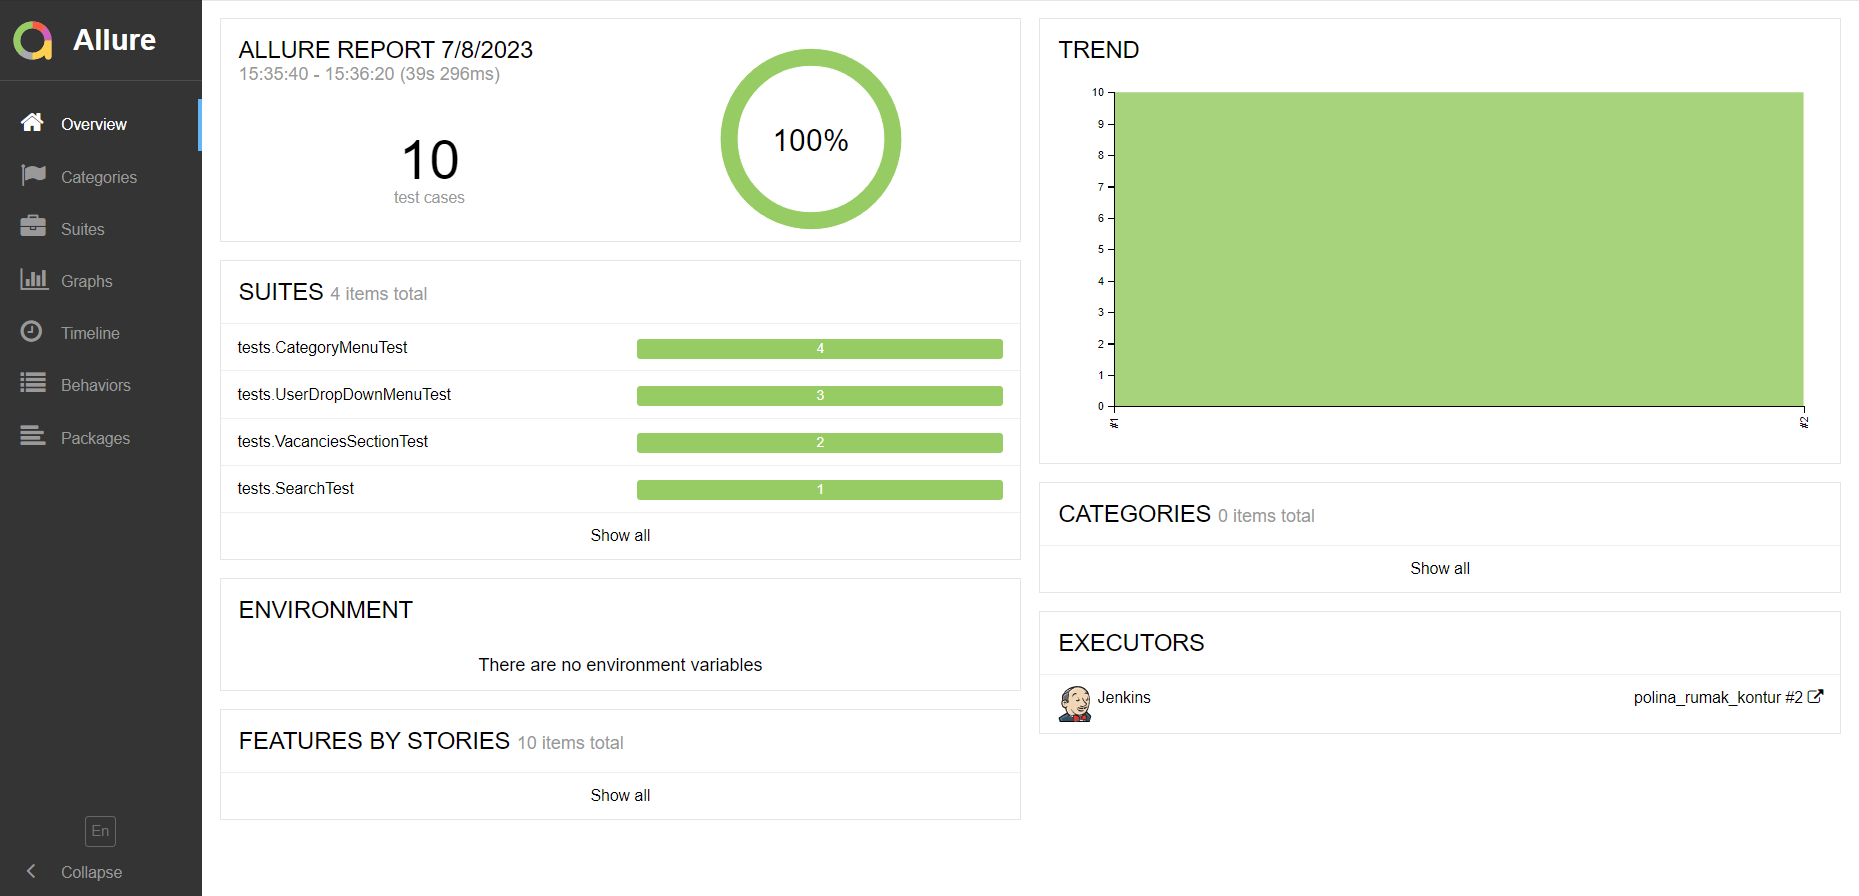 Allure
Overview
Categories
Suites
Graphs
Timeline
Behaviors
Packages
En
Collapse
ALLURE REPORT 7/8/2023
15:35:40 - 15:36:20 (39s 296ms)
10
test cases
100%
SUITES 4 items total
tests.CategoryMenuTest 4
tests.UserDropDownMenuTest 3
tests.VacanciesSectionTest 2
tests.SearchTest 1
Show all
ENVIRONMENT
There are no environment variables
FEATURES BY STORIES 10 items total
Show all
TREND
10
9
8
7
6
5
4
3
2
1
0
#1 #2
CATEGORIES 0 items total
Show all
EXECUTORS
Jenkins polina_rumak_kontur #2